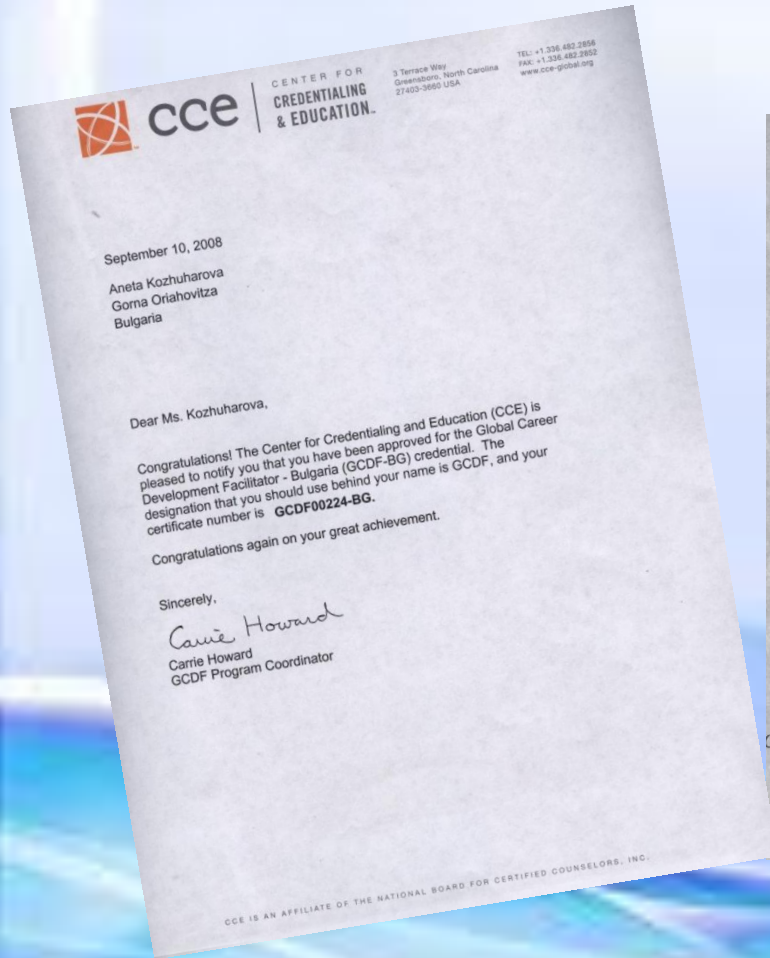 cce
CENTER FOR
CREDENTIALING
& EDUCATION™
3 Terrace Way
Greensboro, North Carolina
27403-3660 USA
TEL: +1.336.482.2856
FAX: +1.336.482.2852
www.cce-global.org
September 10, 2008
Aneta Kozhuharova
Gorna Oriahovitza
Bulgaria
Dear Ms. Kozhuharova,
Congratulations! The Center for Credentialing and Education (CCE) is
pleased to notify you that you have been approved for the Global Career
Development Facilitator - Bulgaria (GCDF-BG) credential. The
designation that you should use behind your name is GCDF, and your
certificate number is GCDF00224-BG.
Congratulations again on your great achievement.
Sincerely,
Carrie Howard
Carrie Howard
GCDF Program Coordinator
CCE IS AN AFFILIATE OF THE NATIONAL BOARD FOR CERTIFIED COUNSELORS, INC.